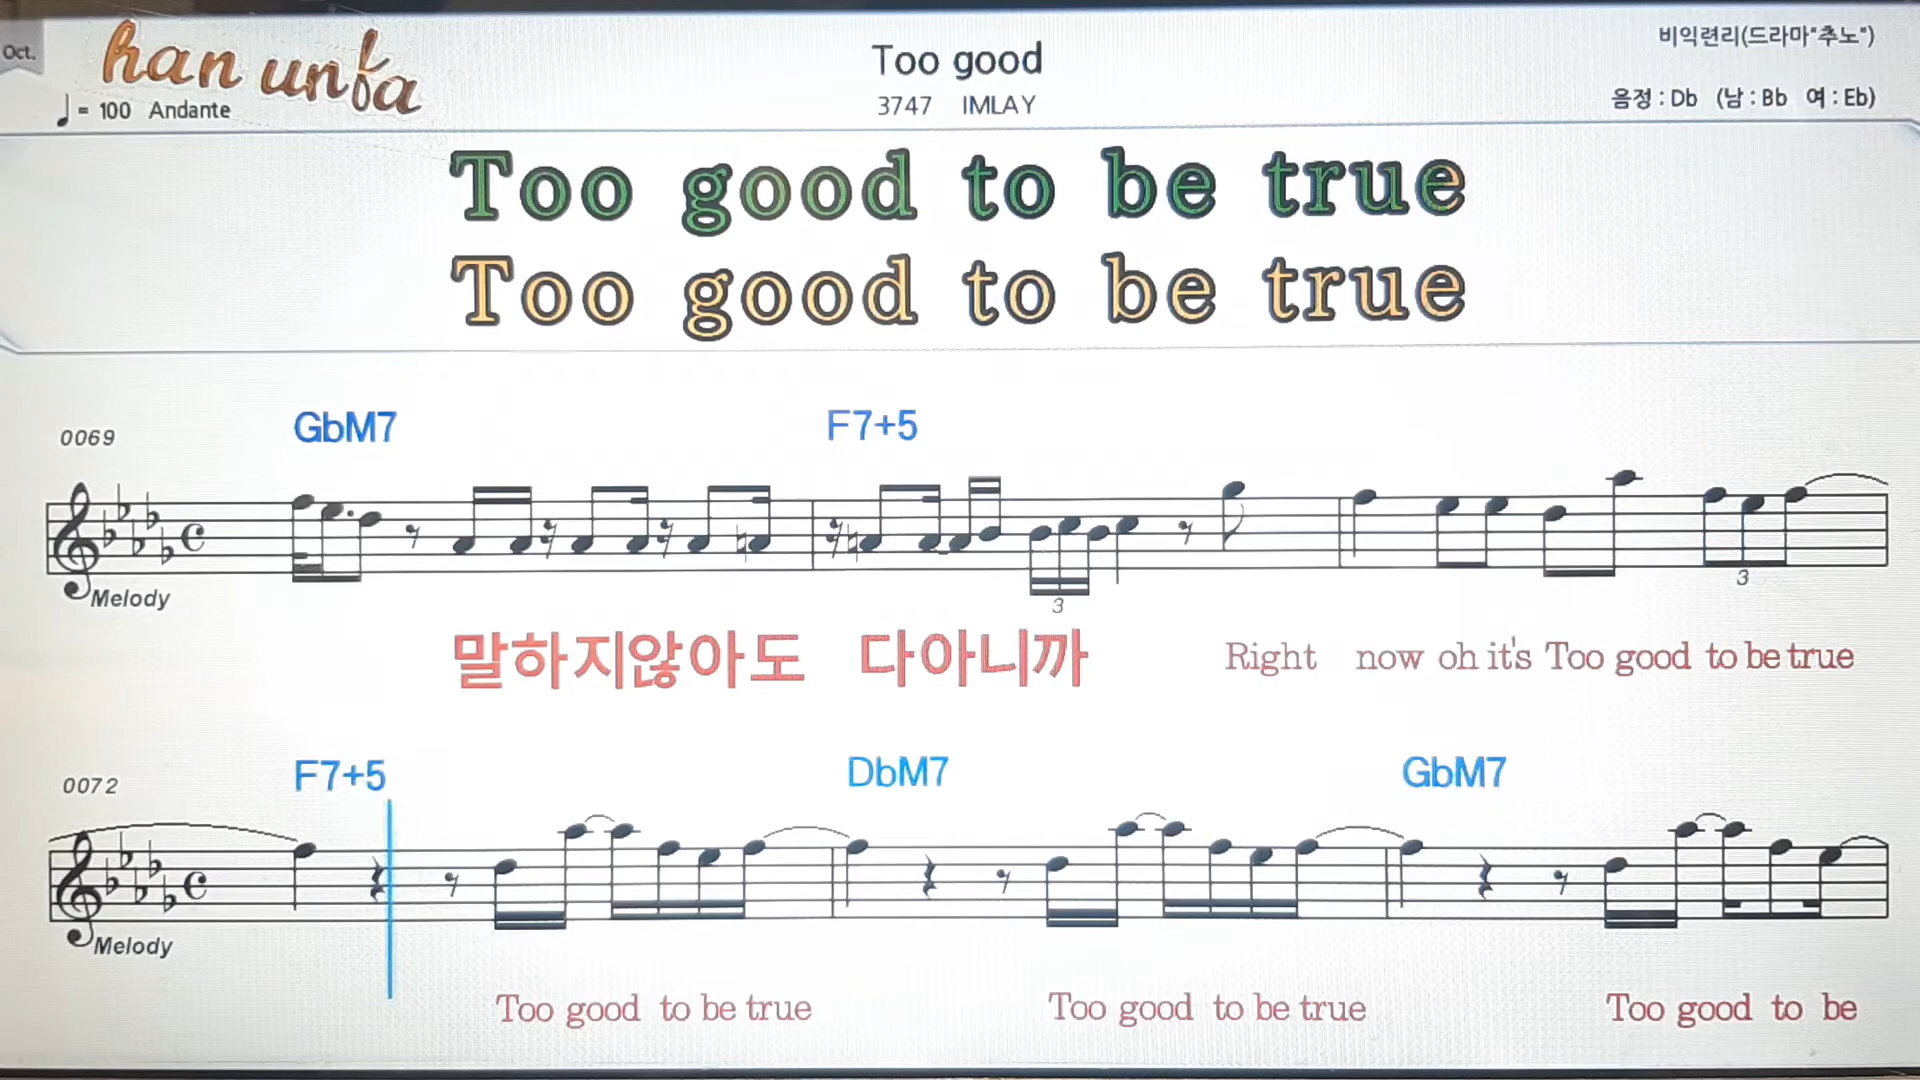 Oct.
han unfa
비익련리(드라마"추노")
Too good
♩= 100 Andante
3747 IMLAY
음정 : Db (남 : Bb 여 : Eb)
Too good to be true
Too good to be true
0069 GbM7 F7+5
3
3
Melody
말하지않아도 다아니까 Right now oh it's Too good to be true
0072 F7+5 DbM7 GbM7
Melody
Too good to be true Too good to be true Too good to be